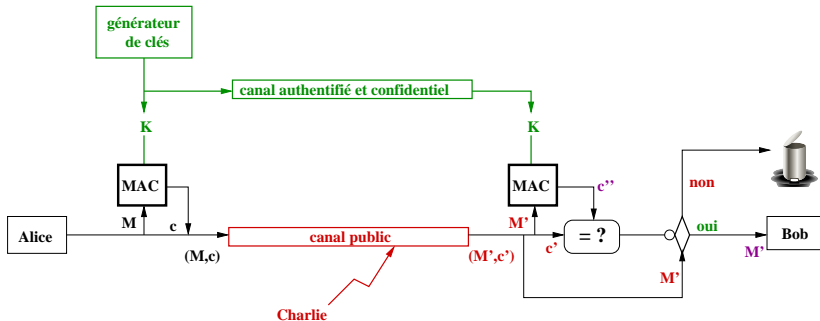 générateur
de clés
canal authentifié et confidentiel
K
K
MAC
MAC
c’’
non
M
c
M’
Alice
canal public
c’
= ?
oui
Bob
(M,c)
(M’,c’)
M’
M’
Charlie